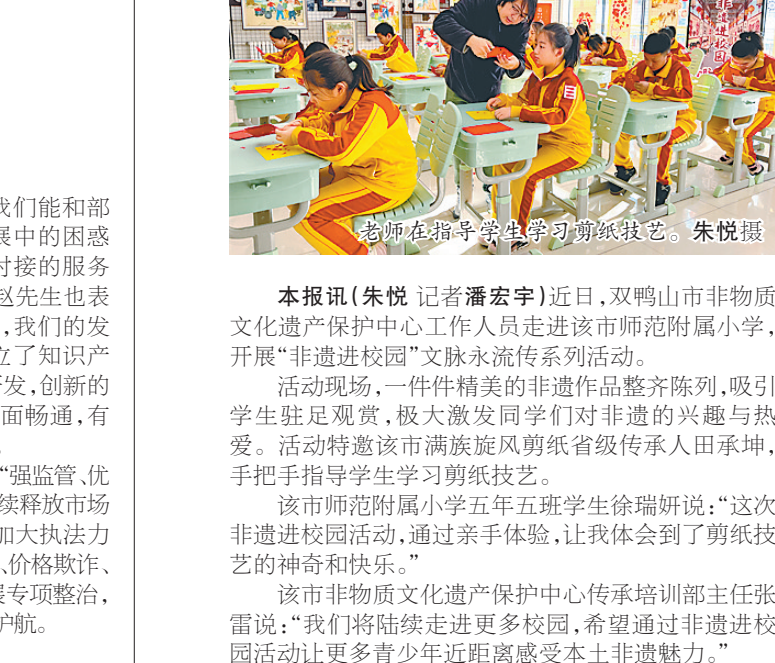 我们能和部
展中的困惑
对接的服务
赵先生也表
,我们的发
立了知识产
发,创新的
面畅通,有
“强监管、优
续释放市场
加大执法力
、价格欺诈、
展专项整治,
护航。
非遗进校园
老师在指导学生学习剪纸技艺。朱悦摄
本报讯(朱悦 记者潘宏宇)近日,双鸭山市非物质
文化遗产保护中心工作人员走进该市师范附属小学,
开展“非遗进校园”文脉永流传系列活动。
活动现场,一件件精美的非遗作品整齐陈列,吸引
学生驻足观赏,极大激发同学们对非遗的兴趣与热
爱。活动特邀该市满族旋风剪纸省级传承人田承坤,
手把手指导学生学习剪纸技艺。
该市师范附属小学五年五班学生徐瑞妍说:“这次
非遗进校园活动,通过亲手体验,让我体会到了剪纸技
艺的神奇和快乐。”
该市非物质文化遗产保护中心传承培训部主任张
雷说:“我们将陆续走进更多校园,希望通过非遗进校
园活动让更多青少年近距离感受本土非遗魅力。”